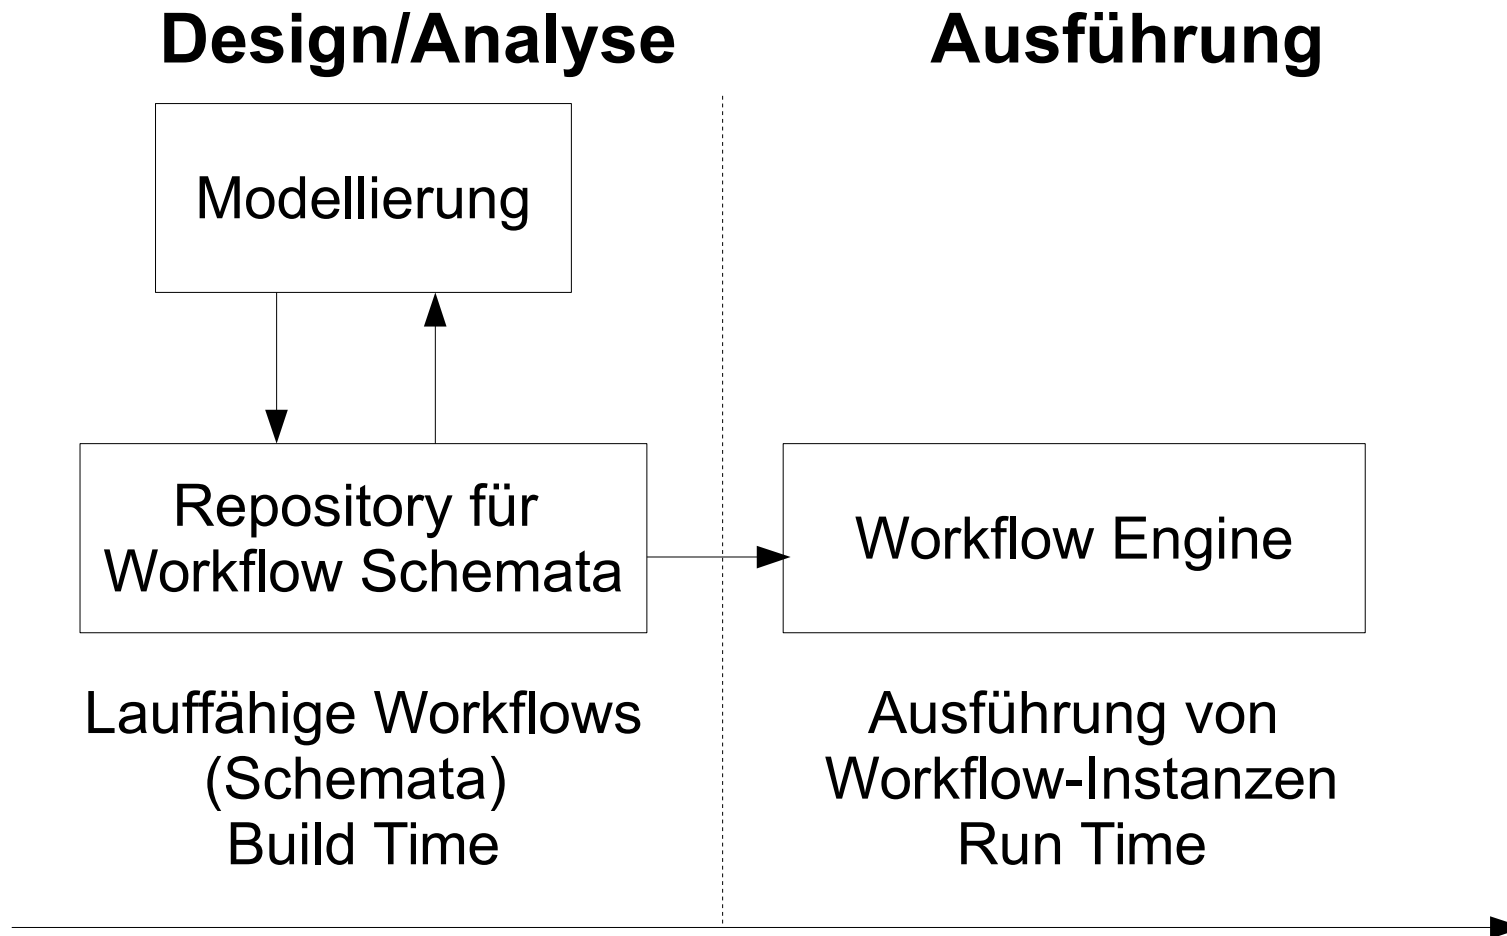 Design/Analyse
Ausführung
Modellierung
Repository für
Workflow Schemata
Workflow Engine
Lauffähige Workflows
(Schemata)
Build Time
Ausführung von
Workflow-Instanzen
Run Time